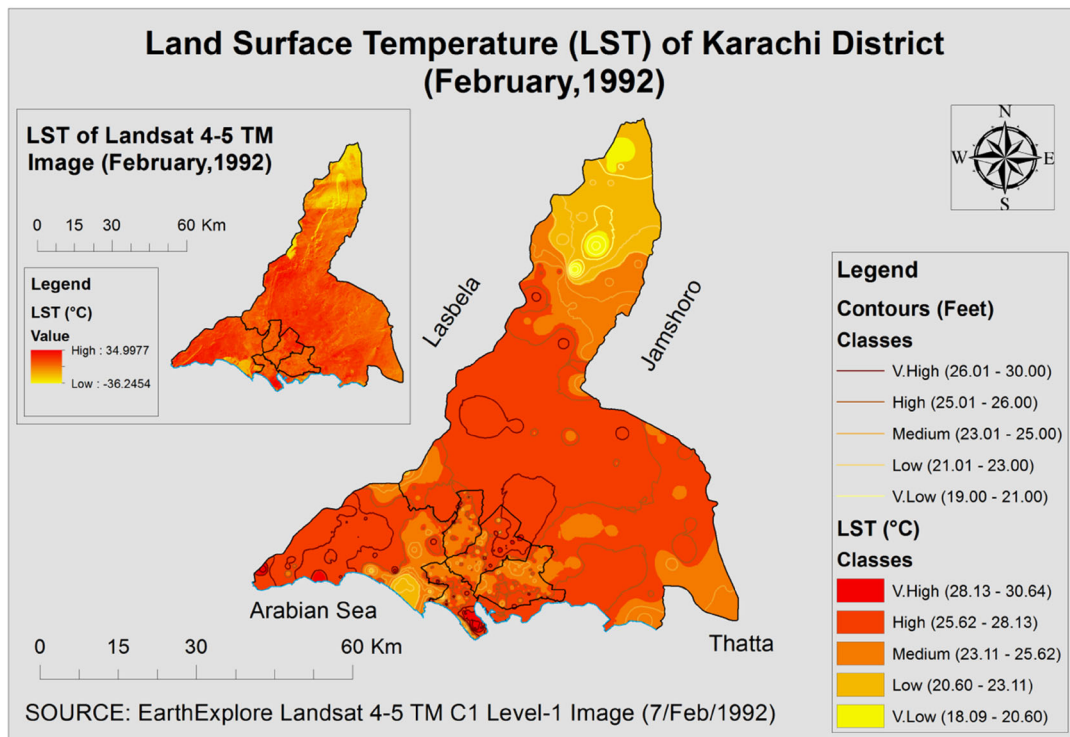 Land Surface Temperature (LST) of Karachi District
(February,1992)
LST of Landsat 4-5 TM
Image (February,1992)
0 15 30 60 Km
Legend
LST (°C)
Value
High : 34.9977
Low : -36.2454
N
W E
S
Lasbela
Jamshoro
Arabian Sea
Thatta
Legend
Contours (Feet)
Classes
V.High (26.01 - 30.00)
High (25.01 - 26.00)
Medium (23.01 - 25.00)
Low (21.01 - 23.00)
V.Low (19.00 - 21.00)
LST (°C)
Classes
V.High (28.13 - 30.64)
High (25.62 - 28.13)
Medium (23.11 - 25.62)
Low (20.60 - 23.11)
V.Low (18.09 - 20.60)
0 15 30 60 Km
SOURCE: EarthExplore Landsat 4-5 TM C1 Level-1 Image (7/Feb/1992)